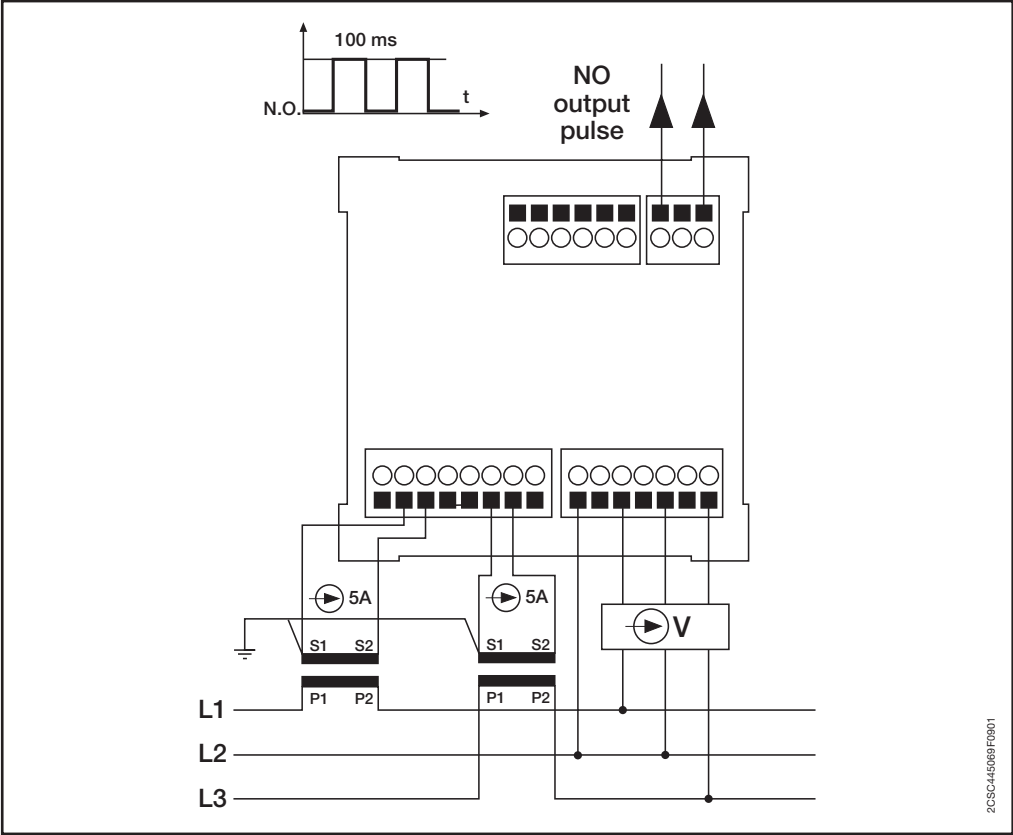 100 ms
N.O.
t
NO
output
pulse
5A
5A
S1 S2
S1 S2
V
P1 P2
P1 P2
L1
L2
L3
2CSC445069F0901